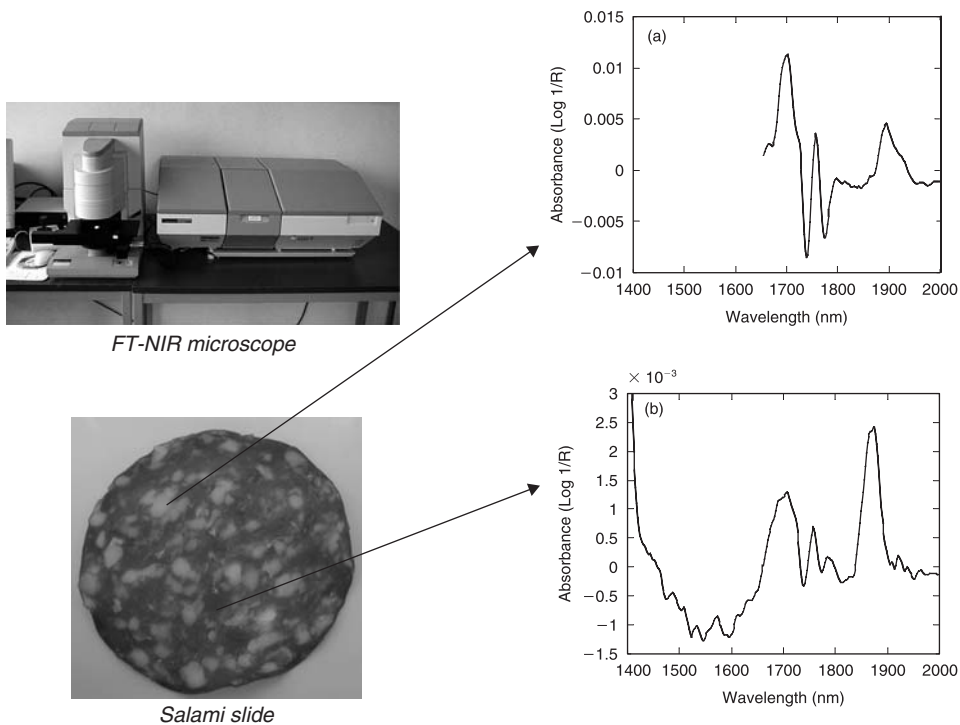 FT-NIR microscope
Salami slide
(a)
Absorbance (Log 1/R)
0.015
0.01
0.005
0
−0.005
−0.01
1400 1500 1600 1700 1800 1900 2000
Wavelength (nm)
× 10⁻³
(b)
Absorbance (Log 1/R)
3
2.5
2
1.5
1
0.5
0
−0.5
−1
−1.5
1400 1500 1600 1700 1800 1900 2000
Wavelength (nm)